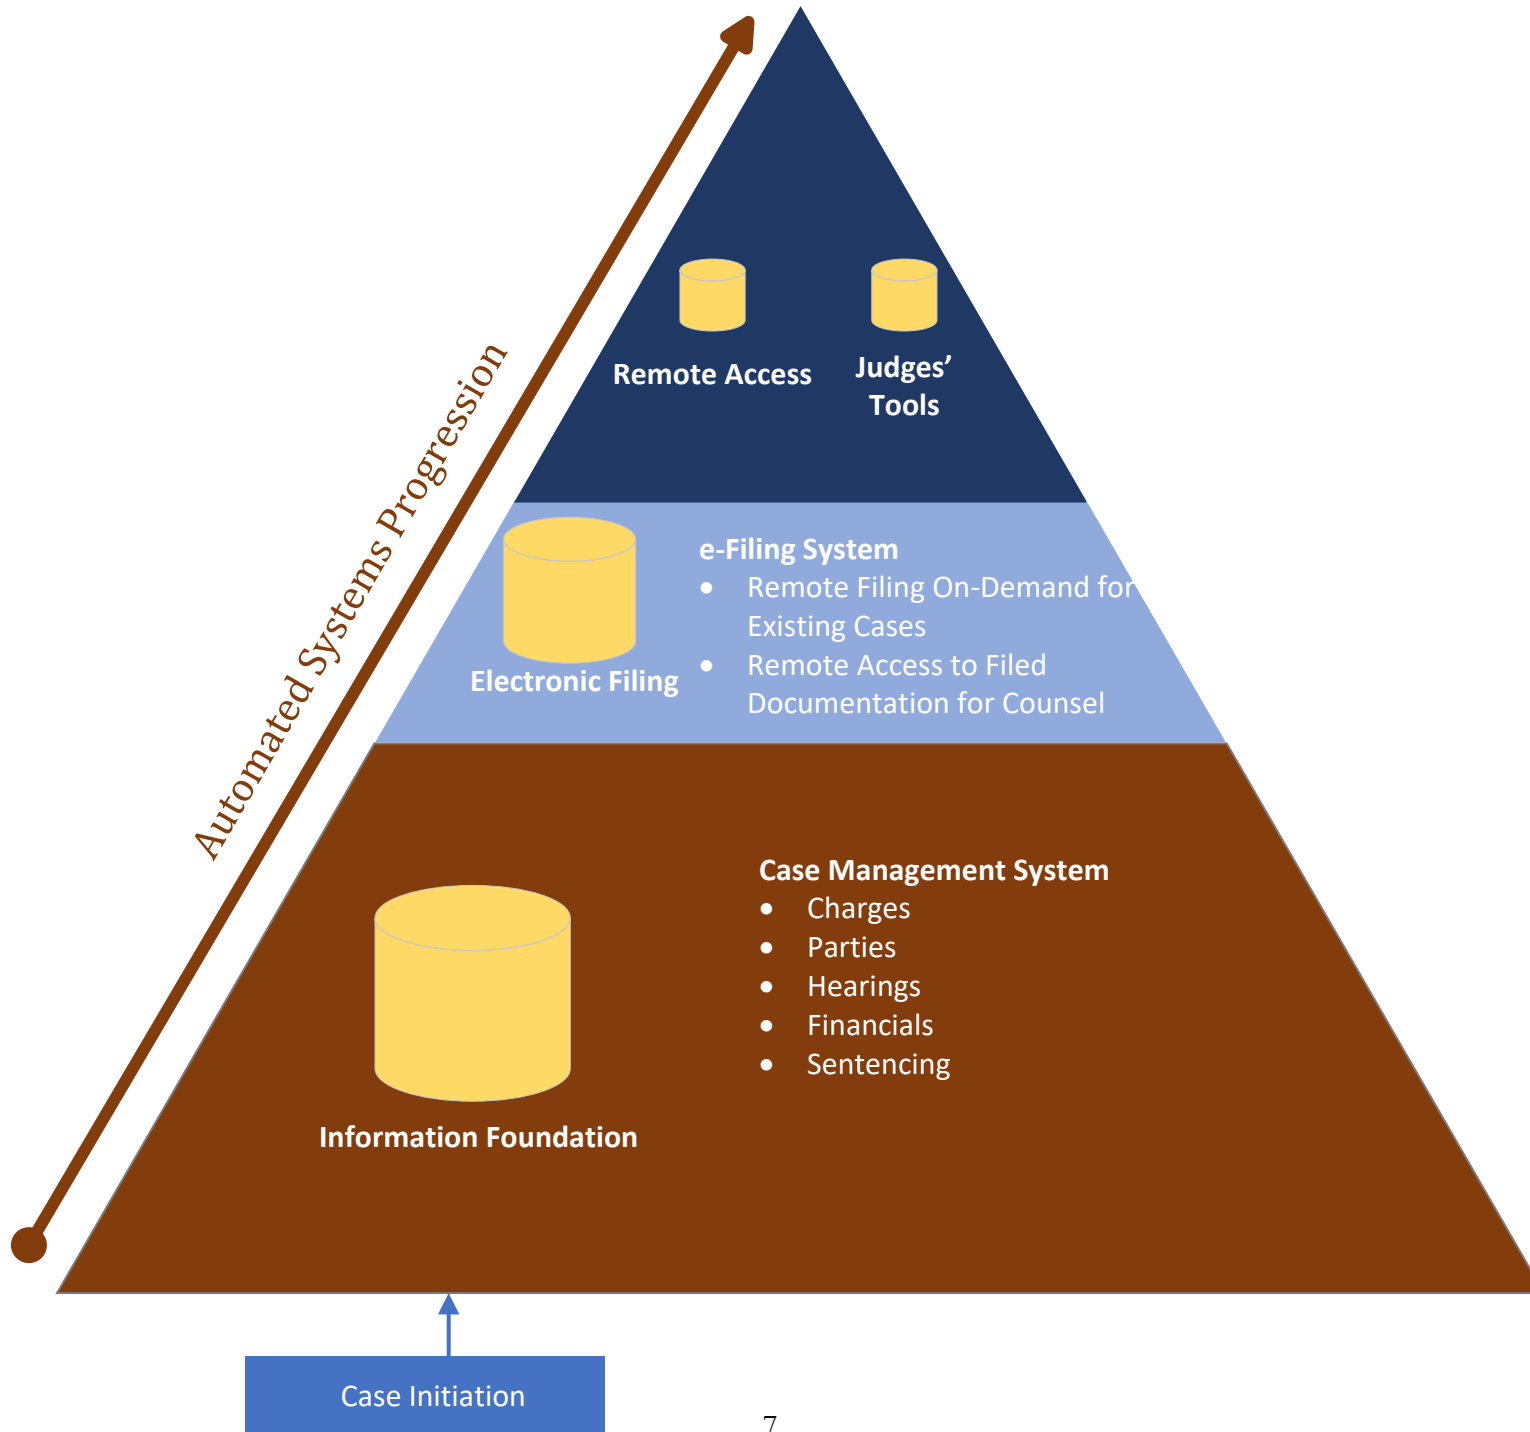 Automated Systems Progression
Remote Access
Judges’
Tools
Electronic Filing
e-Filing System
● Remote Filing On-Demand for
Existing Cases
● Remote Access to Filed
Documentation for Counsel
Information Foundation
Case Management System
● Charges
● Parties
● Hearings
● Financials
● Sentencing
Case Initiation
7